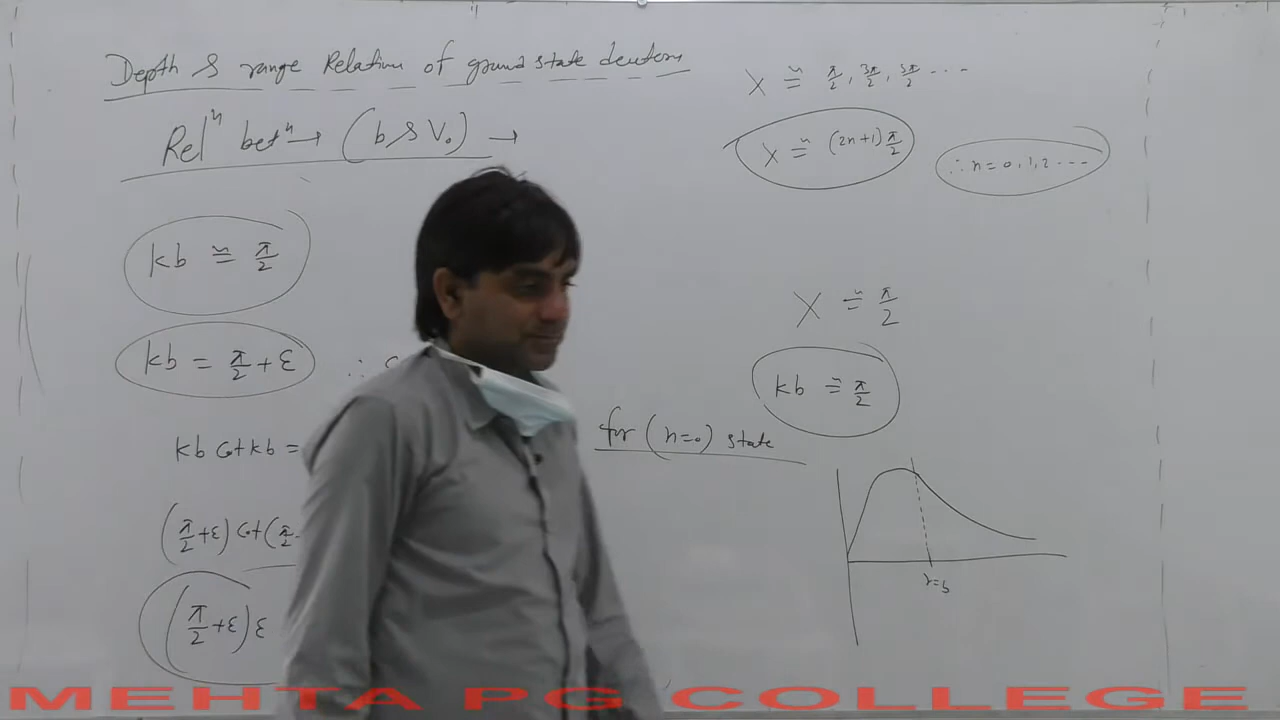 Depth & range Relation of ground state deuteron
Relⁿ betⁿ → (b & V₀) →
kb ≅ π/2
kb = π/2 + ε ∴
kb Cot kb =
(π/2 + ε) Cot (π/2
(π/2 + ε) ε
X ≅ π/2, 3π/2, 5π/2 ...
X ≅ (2n+1) π/2
∴ n = 0, 1, 2 ---
X ≅ π/2
kb ≅ π/2
for (n=0) state
r=b
MEHTA PG COLLEGE